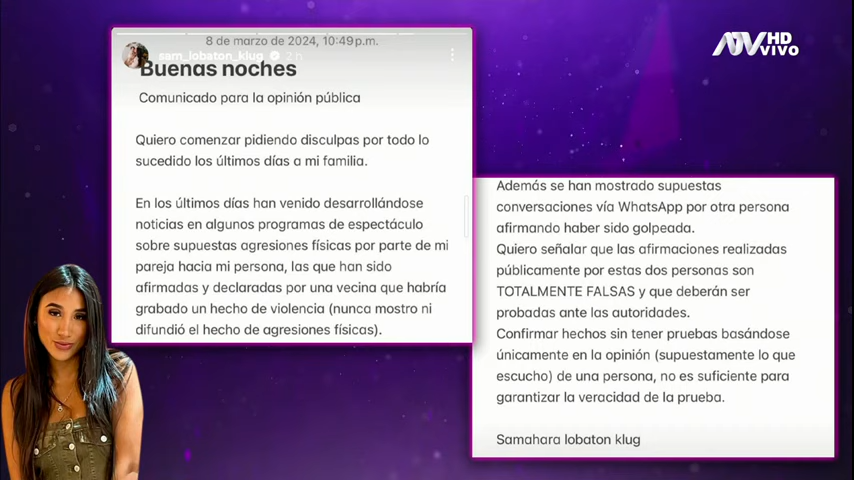 ATV HD
VIVO
8 de marzo de 2024, 10:49p.m.
sam_lobaton_klug 2 h
Buenas noches
Comunicado para la opinión pública
Quiero comenzar pidiendo disculpas por todo lo
sucedido los últimos días a mi familia.
En los últimos días han venido desarrollándose
noticias en algunos programas de espectáculo
sobre supuestas agresiones físicas por parte de mi
pareja hacia mi persona, las que han sido
afirmadas y declaradas por una vecina que habría
grabado un hecho de violencia (nunca mostro ni
difundió el hecho de agresiones físicas).
Además se han mostrado supuestas
conversaciones vía WhatsApp por otra persona
afirmando haber sido golpeada.
Quiero señalar que las afirmaciones realizadas
públicamente por estas dos personas son
TOTALMENTE FALSAS y que deberán ser
probadas ante las autoridades.
Confirmar hechos sin tener pruebas basándose
únicamente en la opinión (supuestamente lo que
escucho) de una persona, no es suficiente para
garantizar la veracidad de la prueba.
Samahara lobaton klug